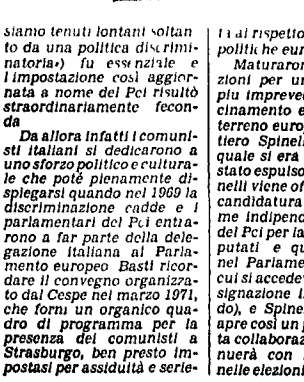 siamo tenuti lontani soltan
to da una politica discrimi-
natoria») fu essenziale e
l impostazione così aggior-
nata a nome del Pci risultò
straordinariamente fecon-
da
Da allora infatti i comuni-
sti italiani si dedicarono a
uno sforzo politico e cultura-
le che potè pienamente di-
spiegarsi quando nel 1969 la
discriminazione cadde e i
parlamentari del Pci entra-
rono a far parte della dele-
gazione italiana al Parla-
mento europeo Basti ricor-
dare il convegno organizza-
to dal Cespe nel marzo 1971,
che fornì un organico qua-
dro di programma per la
presenza dei comunisti a
Strasburgo, ben presto im-
postasi per assiduità e serie-
ai rispetto
politiche eur
Maturaron
zioni per un
più impreve
cinamento e
terreno euro
tiero Spinel
quale si era
stato espulso
nelli viene of
candidatura
me indipend
del Pci per la
putati e qu
nel Parlame
cui si accede
signazione i
do), e Spine
apre così un p
ta collaboraz
nuerà con
nelle elezioni